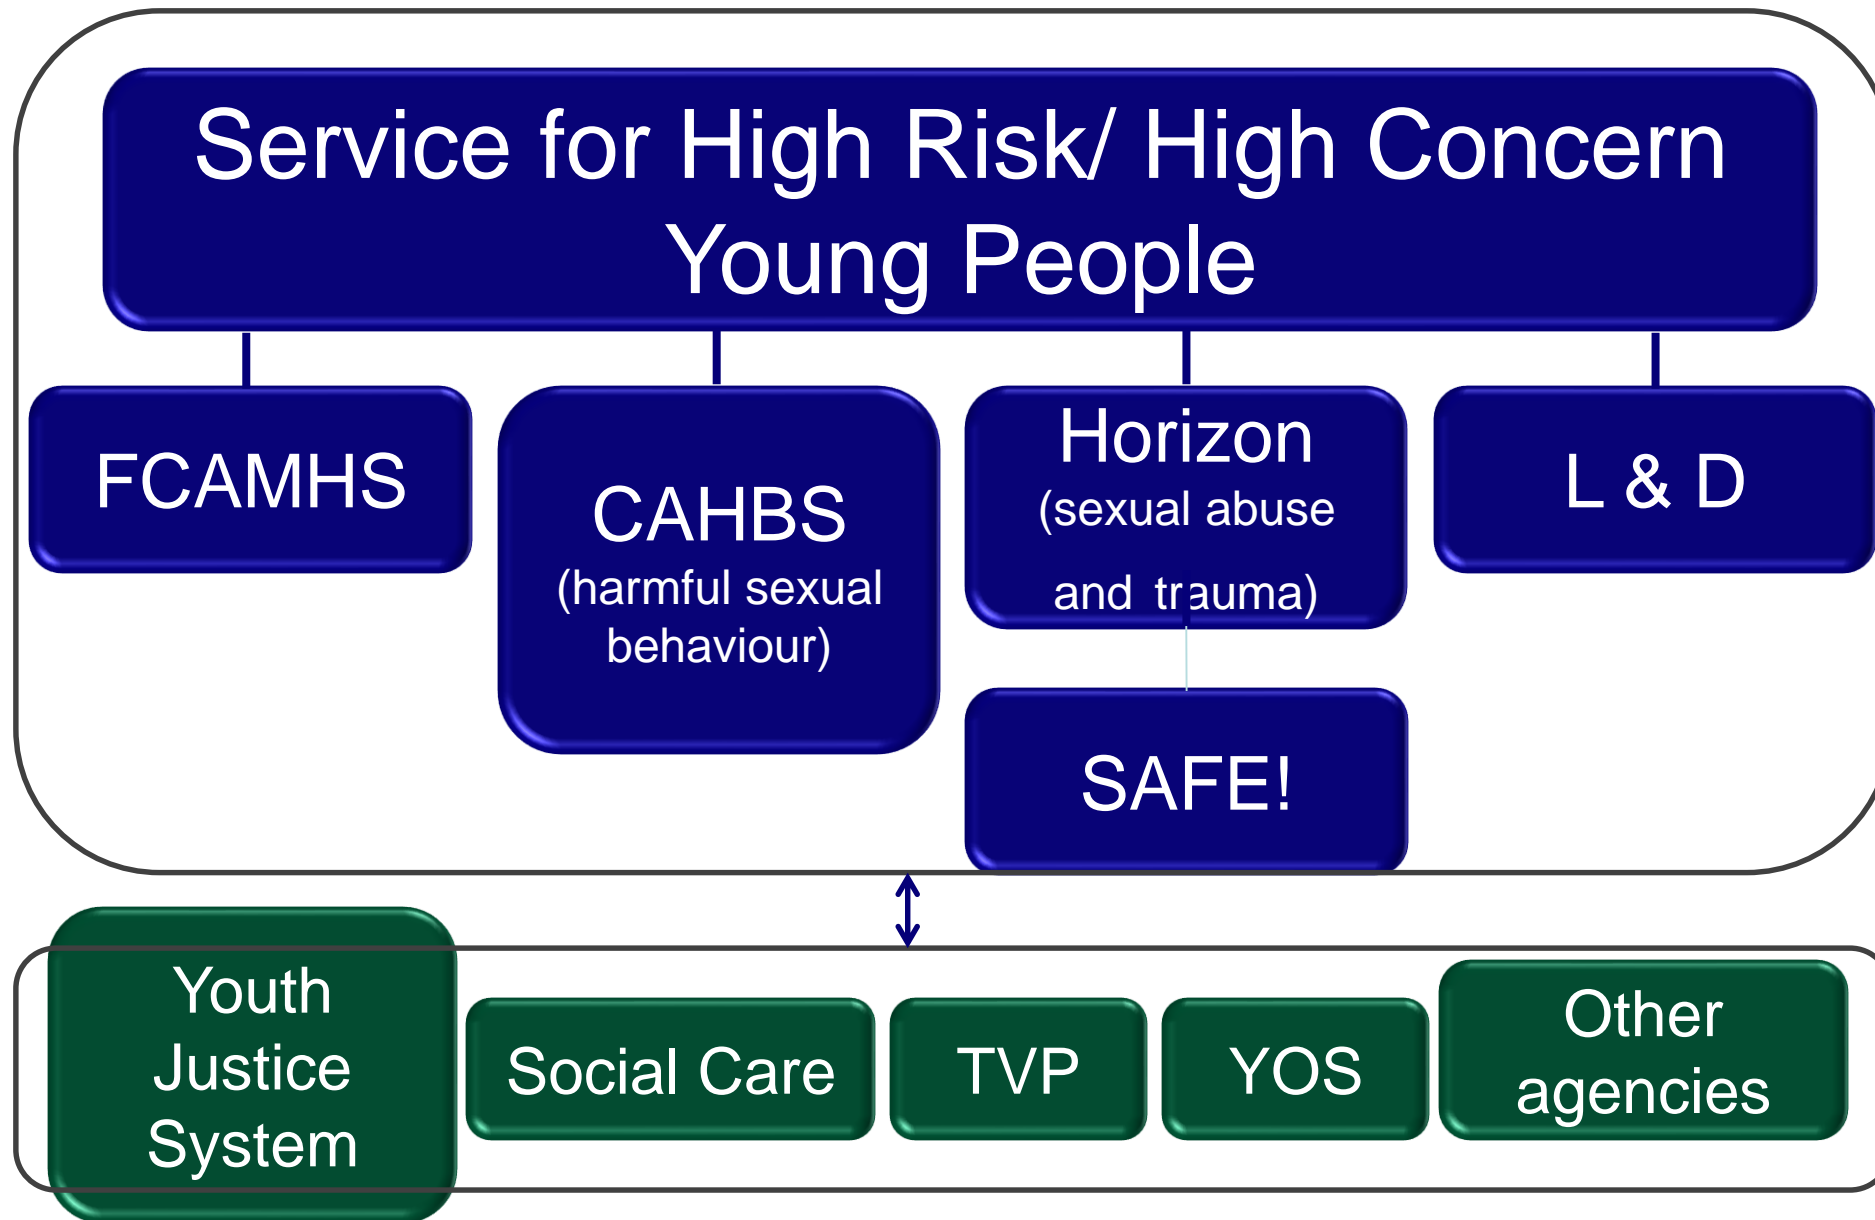 Service for High Risk/ High Concern
Young People
FCAMHS
CAHBS
(harmful sexual
behaviour)
Horizon
(sexual abuse
and trauma)
L & D
SAFE!
Youth
Justice
System
Social Care
TVP
YOS
Other
agencies